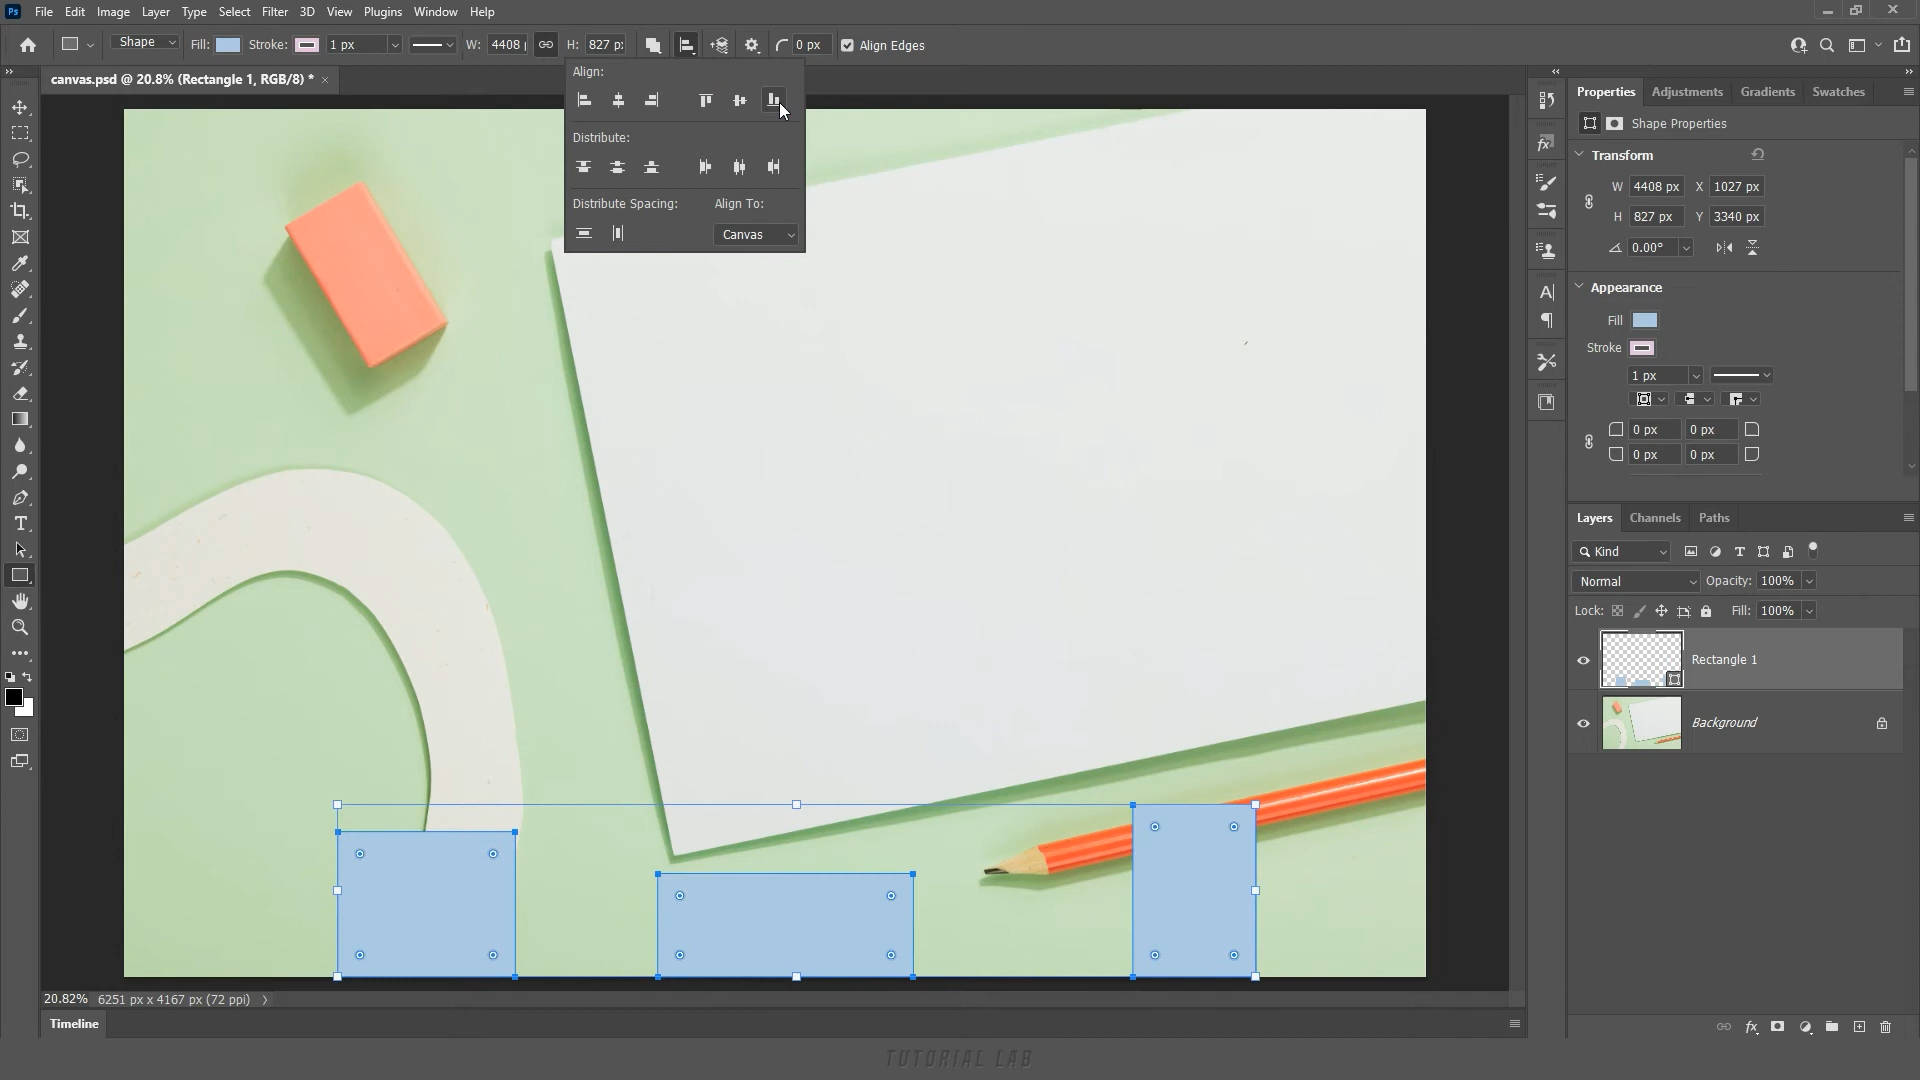 Ps File Edit Image Layer Type Select Filter 3D View Plugins Window Help
Shape Fill: Stroke: 1 px W: 4408 H: 827 px 0 px Align Edges
canvas.psd @ 20.8% (Rectangle 1, RGB/8) * ×
Align:
Distribute:
Distribute Spacing: Align To:
Canvas
Properties Adjustments Gradients Swatches
Shape Properties
Transform
W 4408 px X 1027 px
H 827 px Y 3340 px
0.00°
Appearance
Fill
Stroke
1 px
0 px 0 px
0 px 0 px
Layers Channels Paths
Kind
Normal Opacity: 100%
Lock: Fill: 100%
Rectangle 1
Background
20.82% 6251 px x 4167 px (72 ppi)
Timeline
TUTORIAL LAB